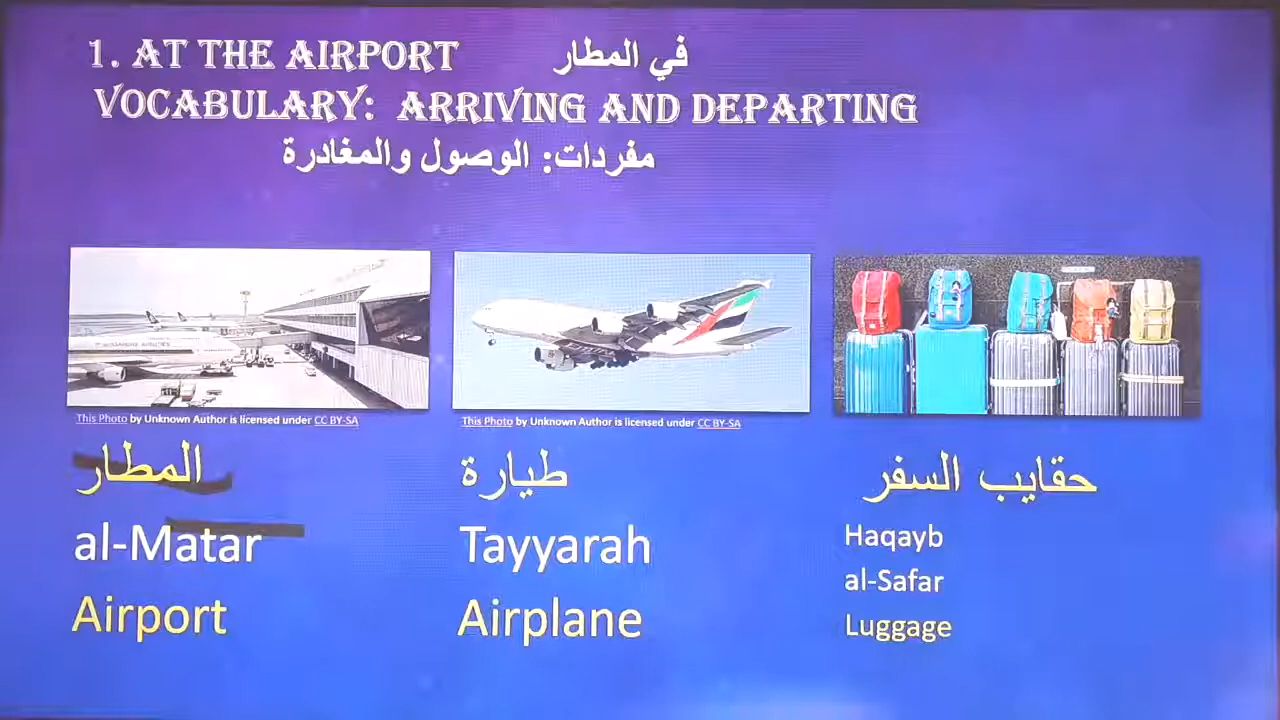 1. AT THE AIRPORT في المطار
VOCABULARY: ARRIVING AND DEPARTING
مفردات: الوصول والمغادرة
This Photo by Unknown Author is licensed under CC BY-SA
This Photo by Unknown Author is licensed under CC BY-SA
المطار
al-Matar
Airport
طيارة
Tayyarah
Airplane
حقايب السفر
Haqayb
al-Safar
Luggage